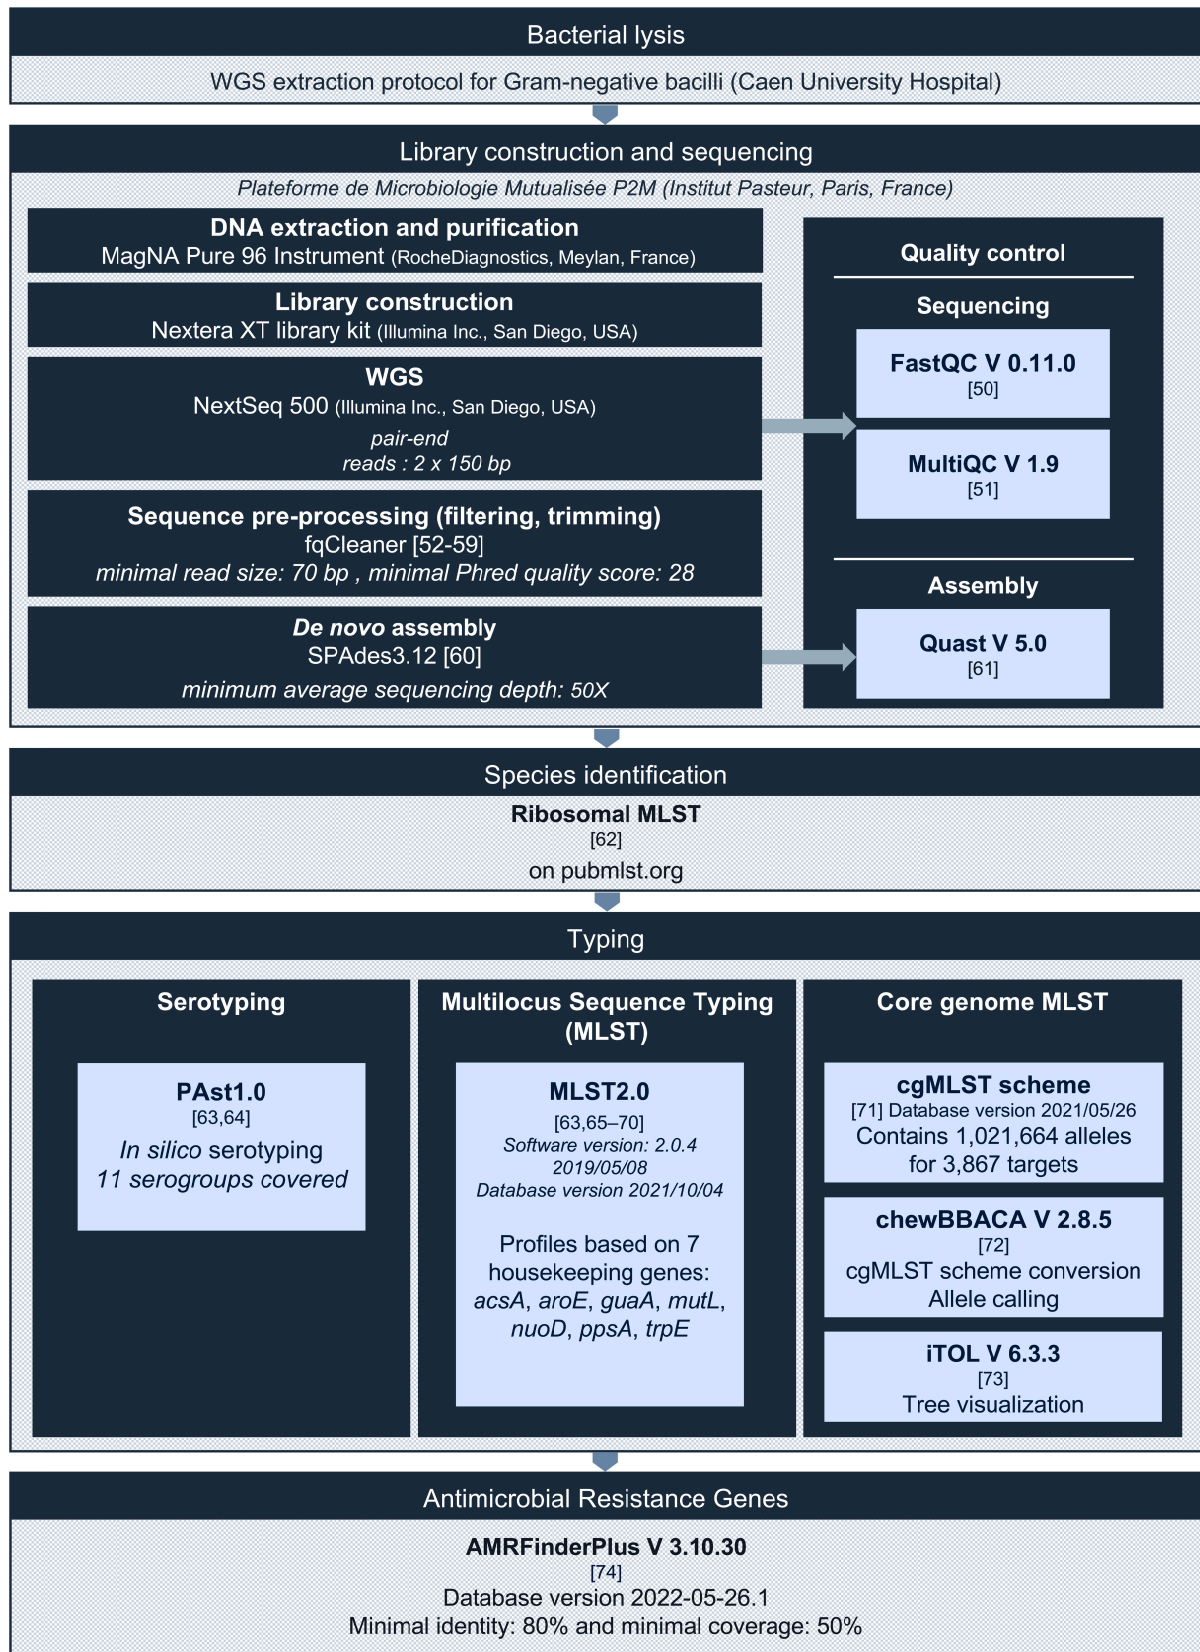 Bacterial lysis
WGS extraction protocol for Gram-negative bacilli (Caen University Hospital)
Library construction and sequencing
Plateforme de Microbiologie Mutualisée P2M (Institut Pasteur, Paris, France)
DNA extraction and purification
MagNA Pure 96 Instrument (RocheDiagnostics, Meylan, France)
Library construction
Nextera XT library kit (Illumina Inc., San Diego, USA)
WGS
NextSeq 500 (Illumina Inc., San Diego, USA)
pair-end
reads : 2 x 150 bp
Sequence pre-processing (filtering, trimming)
fqCleaner [52-59]
minimal read size: 70 bp , minimal Phred quality score: 28
De novo assembly
SPAdes3.12 [60]
minimum average sequencing depth: 50X
Quality control
Sequencing
FastQC V 0.11.0
[50]
MultiQC V 1.9
[51]
Assembly
Quast V 5.0
[61]
Species identification
Ribosomal MLST
[62]
on pubmlst.org
Typing
Serotyping
PAst1.0
[63,64]
In silico serotyping
11 serogroups covered
Multilocus Sequence Typing
(MLST)
MLST2.0
[63,65–70]
Software version: 2.0.4
2019/05/08
Database version 2021/10/04
Profiles based on 7
housekeeping genes:
acsA, aroE, guaA, mutL,
nuoD, ppsA, trpE
Core genome MLST
cgMLST scheme
[71] Database version 2021/05/26
Contains 1,021,664 alleles
for 3,867 targets
chewBBACA V 2.8.5
[72]
cgMLST scheme conversion
Allele calling
iTOL V 6.3.3
[73]
Tree visualization
Antimicrobial Resistance Genes
AMRFinderPlus V 3.10.30
[74]
Database version 2022-05-26.1
Minimal identity: 80% and minimal coverage: 50%